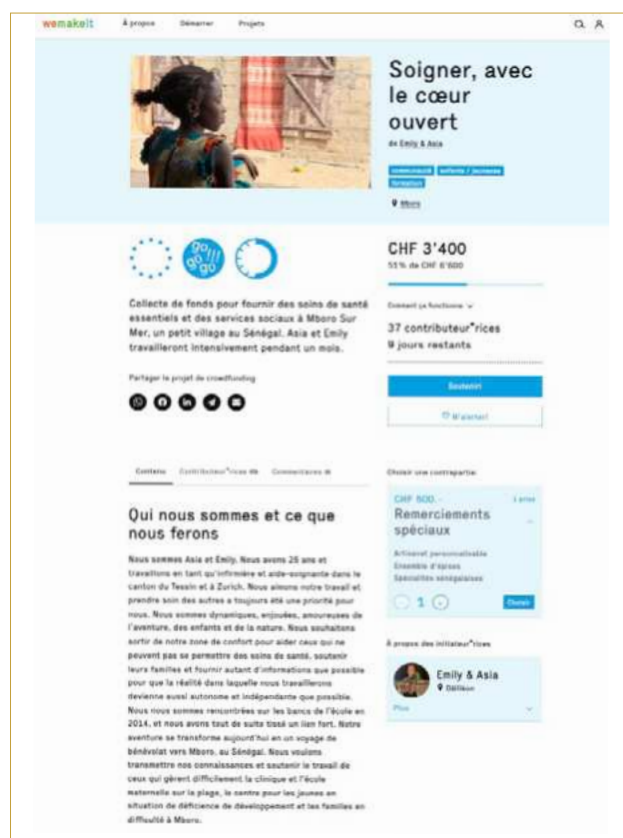 wemakeit
À propos
Démarrer
Projets
Soigner, avec
le cœur
ouvert
de Emily & Asia
communauté enfants / jeunesse
formation
Mboro
go
go!!!
go
CHF 3'400
51% de CHF 6'600
Comment ça fonctionne
37 contributeur*rices
9 jours restants
Collecte de fonds pour fournir des soins de santé
essentiels et des services sociaux à Mboro Sur
Mer, un petit village au Sénégal. Asia et Emily
travailleront intensivement pendant un mois.
Partager le projet de crowdfunding
Soutenir!
M'alerter!
Contenu
Contributeur*rices
Commentaires
Qui nous sommes et ce que
nous ferons
Nous sommes Asia et Emily. Nous avons 25 ans et
travaillons en tant qu'infirmière et aide-soignante dans le
canton du Tessin et à Zurich. Nous aimons notre travail et
prendre soin des autres a toujours été une priorité pour
nous. Nous sommes dynamiques, enjouées, amoureuses de
l'aventure, des enfants et de la nature. Nous souhaitons
sortir de notre zone de confort pour aider ceux qui ne
peuvent pas se permettre des soins de santé, soutenir
leurs familles et fournir autant d'informations que possible
pour que la réalité dans laquelle nous travaillerons
devienne aussi autonome et indépendante que possible.
Nous nous sommes rencontrées sur les bancs de l'école en
2014, et nous avons tout de suite tissé un lien fort. Notre
aventure se transforme aujourd'hui en un voyage de
bénévolat vers Mboro, au Sénégal. Nous voulons
transmettre nos connaissances et soutenir le travail de
ceux qui gèrent difficilement la clinique et l'école
maternelle sur la plage, le centre pour les jeunes en
situation de déficience de développement et les familles en
difficulté à Mboro.
Choisir une contrepartie
CHF 500.-
Remerciements
spéciaux
Artisanat personnalisable
Ensemble d'épices
Spécialités sénégalaises
1
Choisir
À propos des initiateur*rices
Emily & Asia
Dällikon
Plus